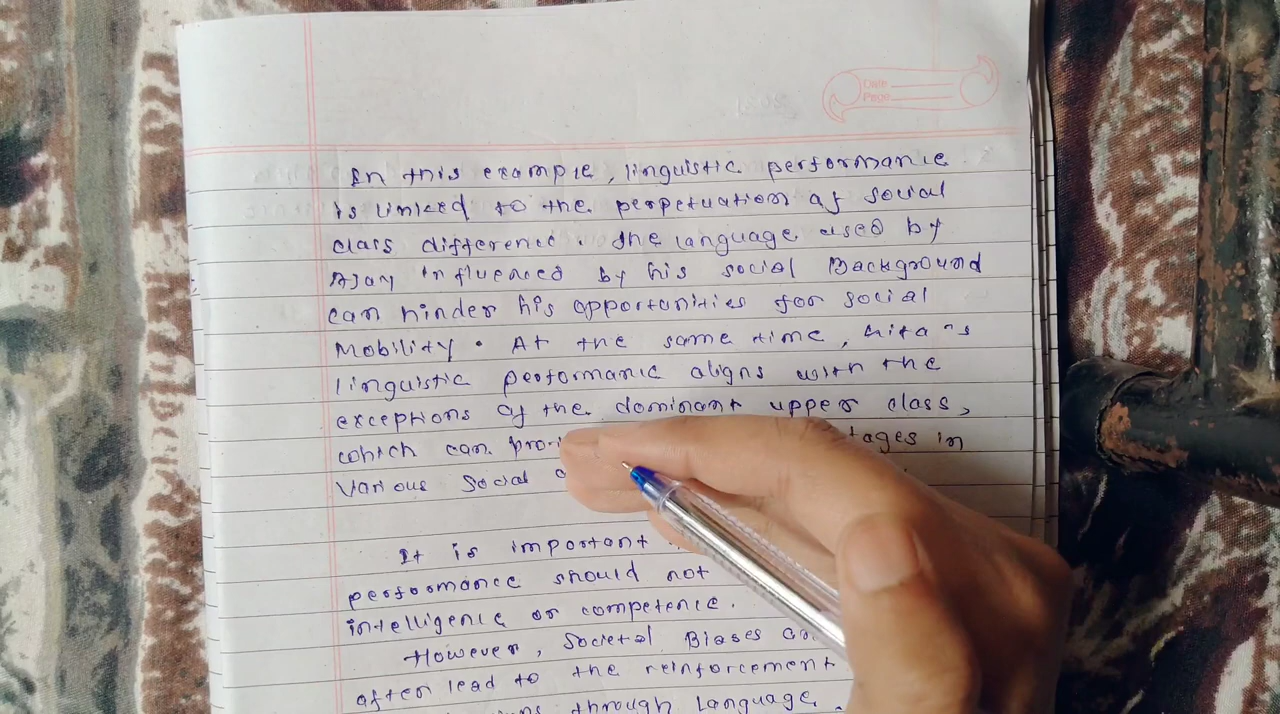 Date
Page
In this example, linguistic performance
is linked to the perpetuation of social
class difference. The language used by
Ajay influenced by his social Background
can hinder his opportunities for social
Mobility. At the same time,
linguistic performance aligns with the
exceptions of the dominant upper class,
which can tages in
Various Social
It is important
performance should not
intelligence or competence.
However, Societal Biases
often lead to the reinforcement
through language.